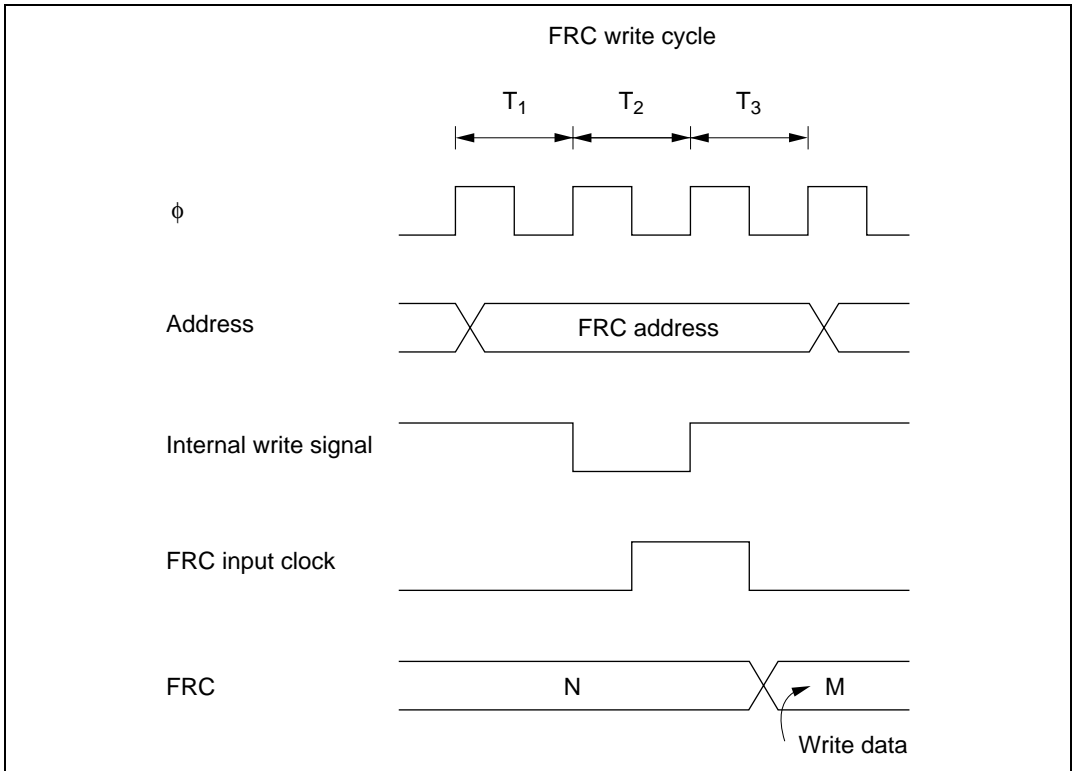 FRC write cycle
T1 T2 T3
ϕ
Address FRC address
Internal write signal
FRC input clock
FRC N M
Write data